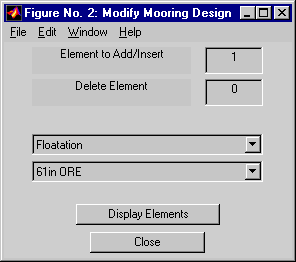 Figure No. 2: Modify Mooring Design
File Edit Window Help
Element to Add/Insert 1
Delete Element 0
Floatation
61in ORE
Display Elements
Close